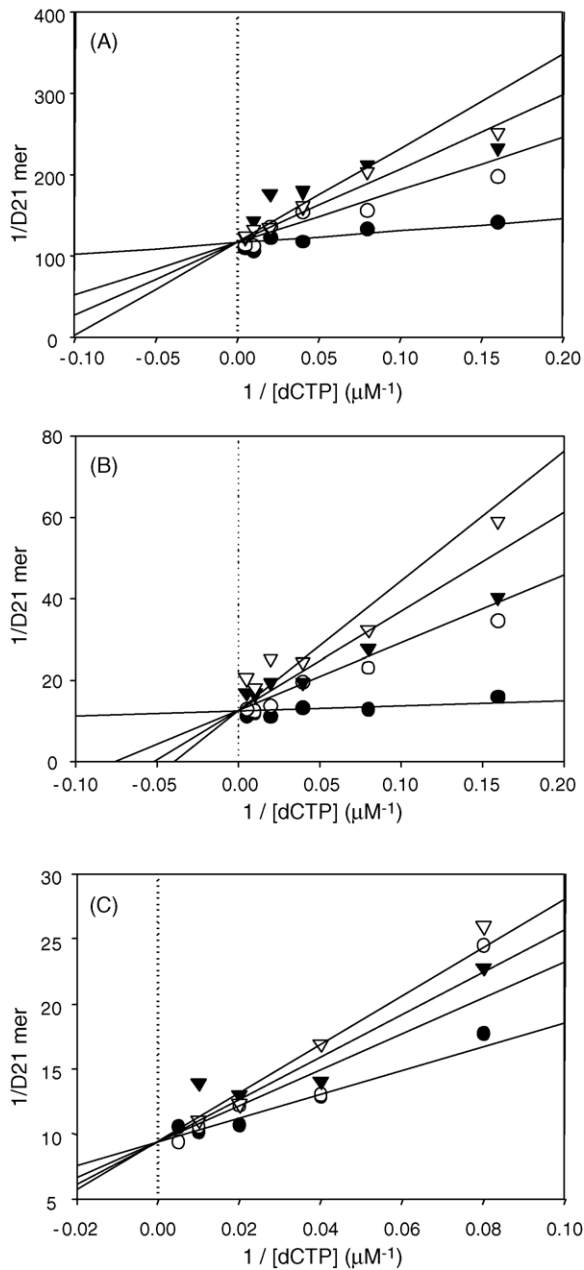 (A)
1/D21 mer
400
300
200
100
0
-0.10 -0.05 0.00 0.05 0.10 0.15 0.20
1 / [dCTP] (μM⁻¹)
(B)
1/D21 mer
80
60
40
20
0
-0.10 -0.05 0.00 0.05 0.10 0.15 0.20
1 / [dCTP] (μM⁻¹)
(C)
1/D21 mer
30
25
20
15
10
5
-0.02 0.00 0.02 0.04 0.06 0.08 0.10
1 / [dCTP] (μM⁻¹)